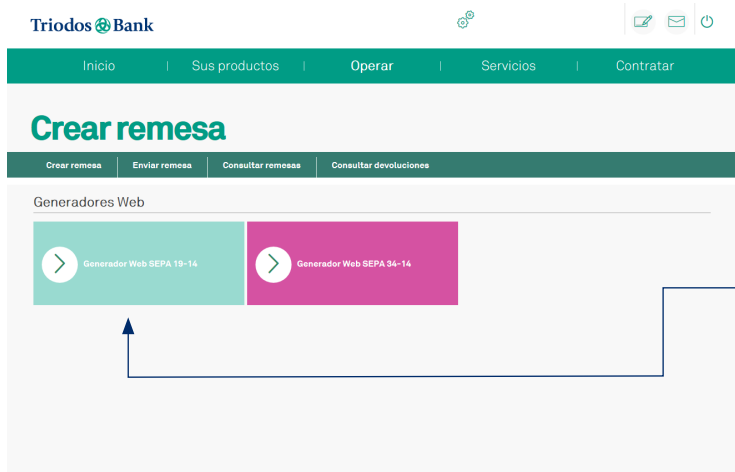 Triodos Bank
Inicio | Sus productos | Operar | Servicios | Contratar
Crear remesa
Crear remesa | Enviar remesa | Consultar remesas | Consultar devoluciones
Generadores Web
Generador Web SEPA 19-14
Generador Web SEPA 34-14